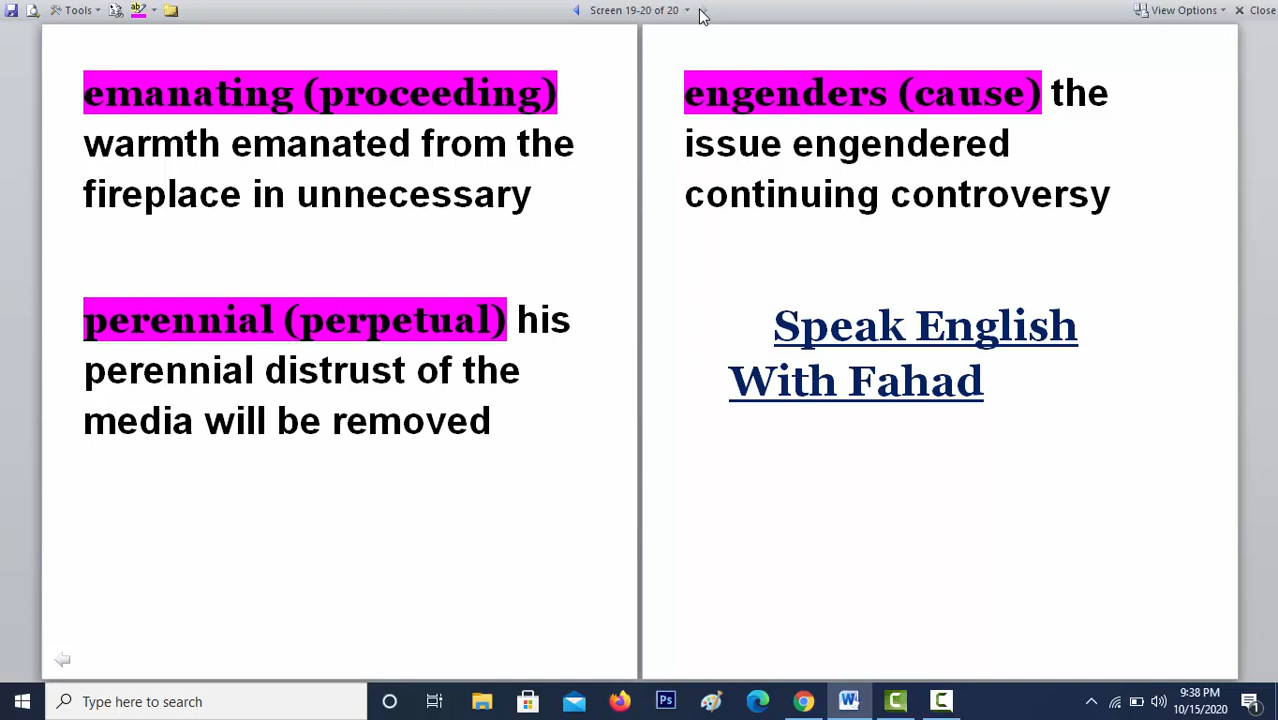 Tools
Screen 19-20 of 20
View Options
Close
emanating (proceeding)
warmth emanated from the
fireplace in unnecessary
perennial (perpetual) his
perennial distrust of the
media will be removed
engenders (cause) the
issue engendered
continuing controversy
Speak English
With Fahad
Type here to search
Ps
W
C
C
9:38 PM
10/15/2020
1